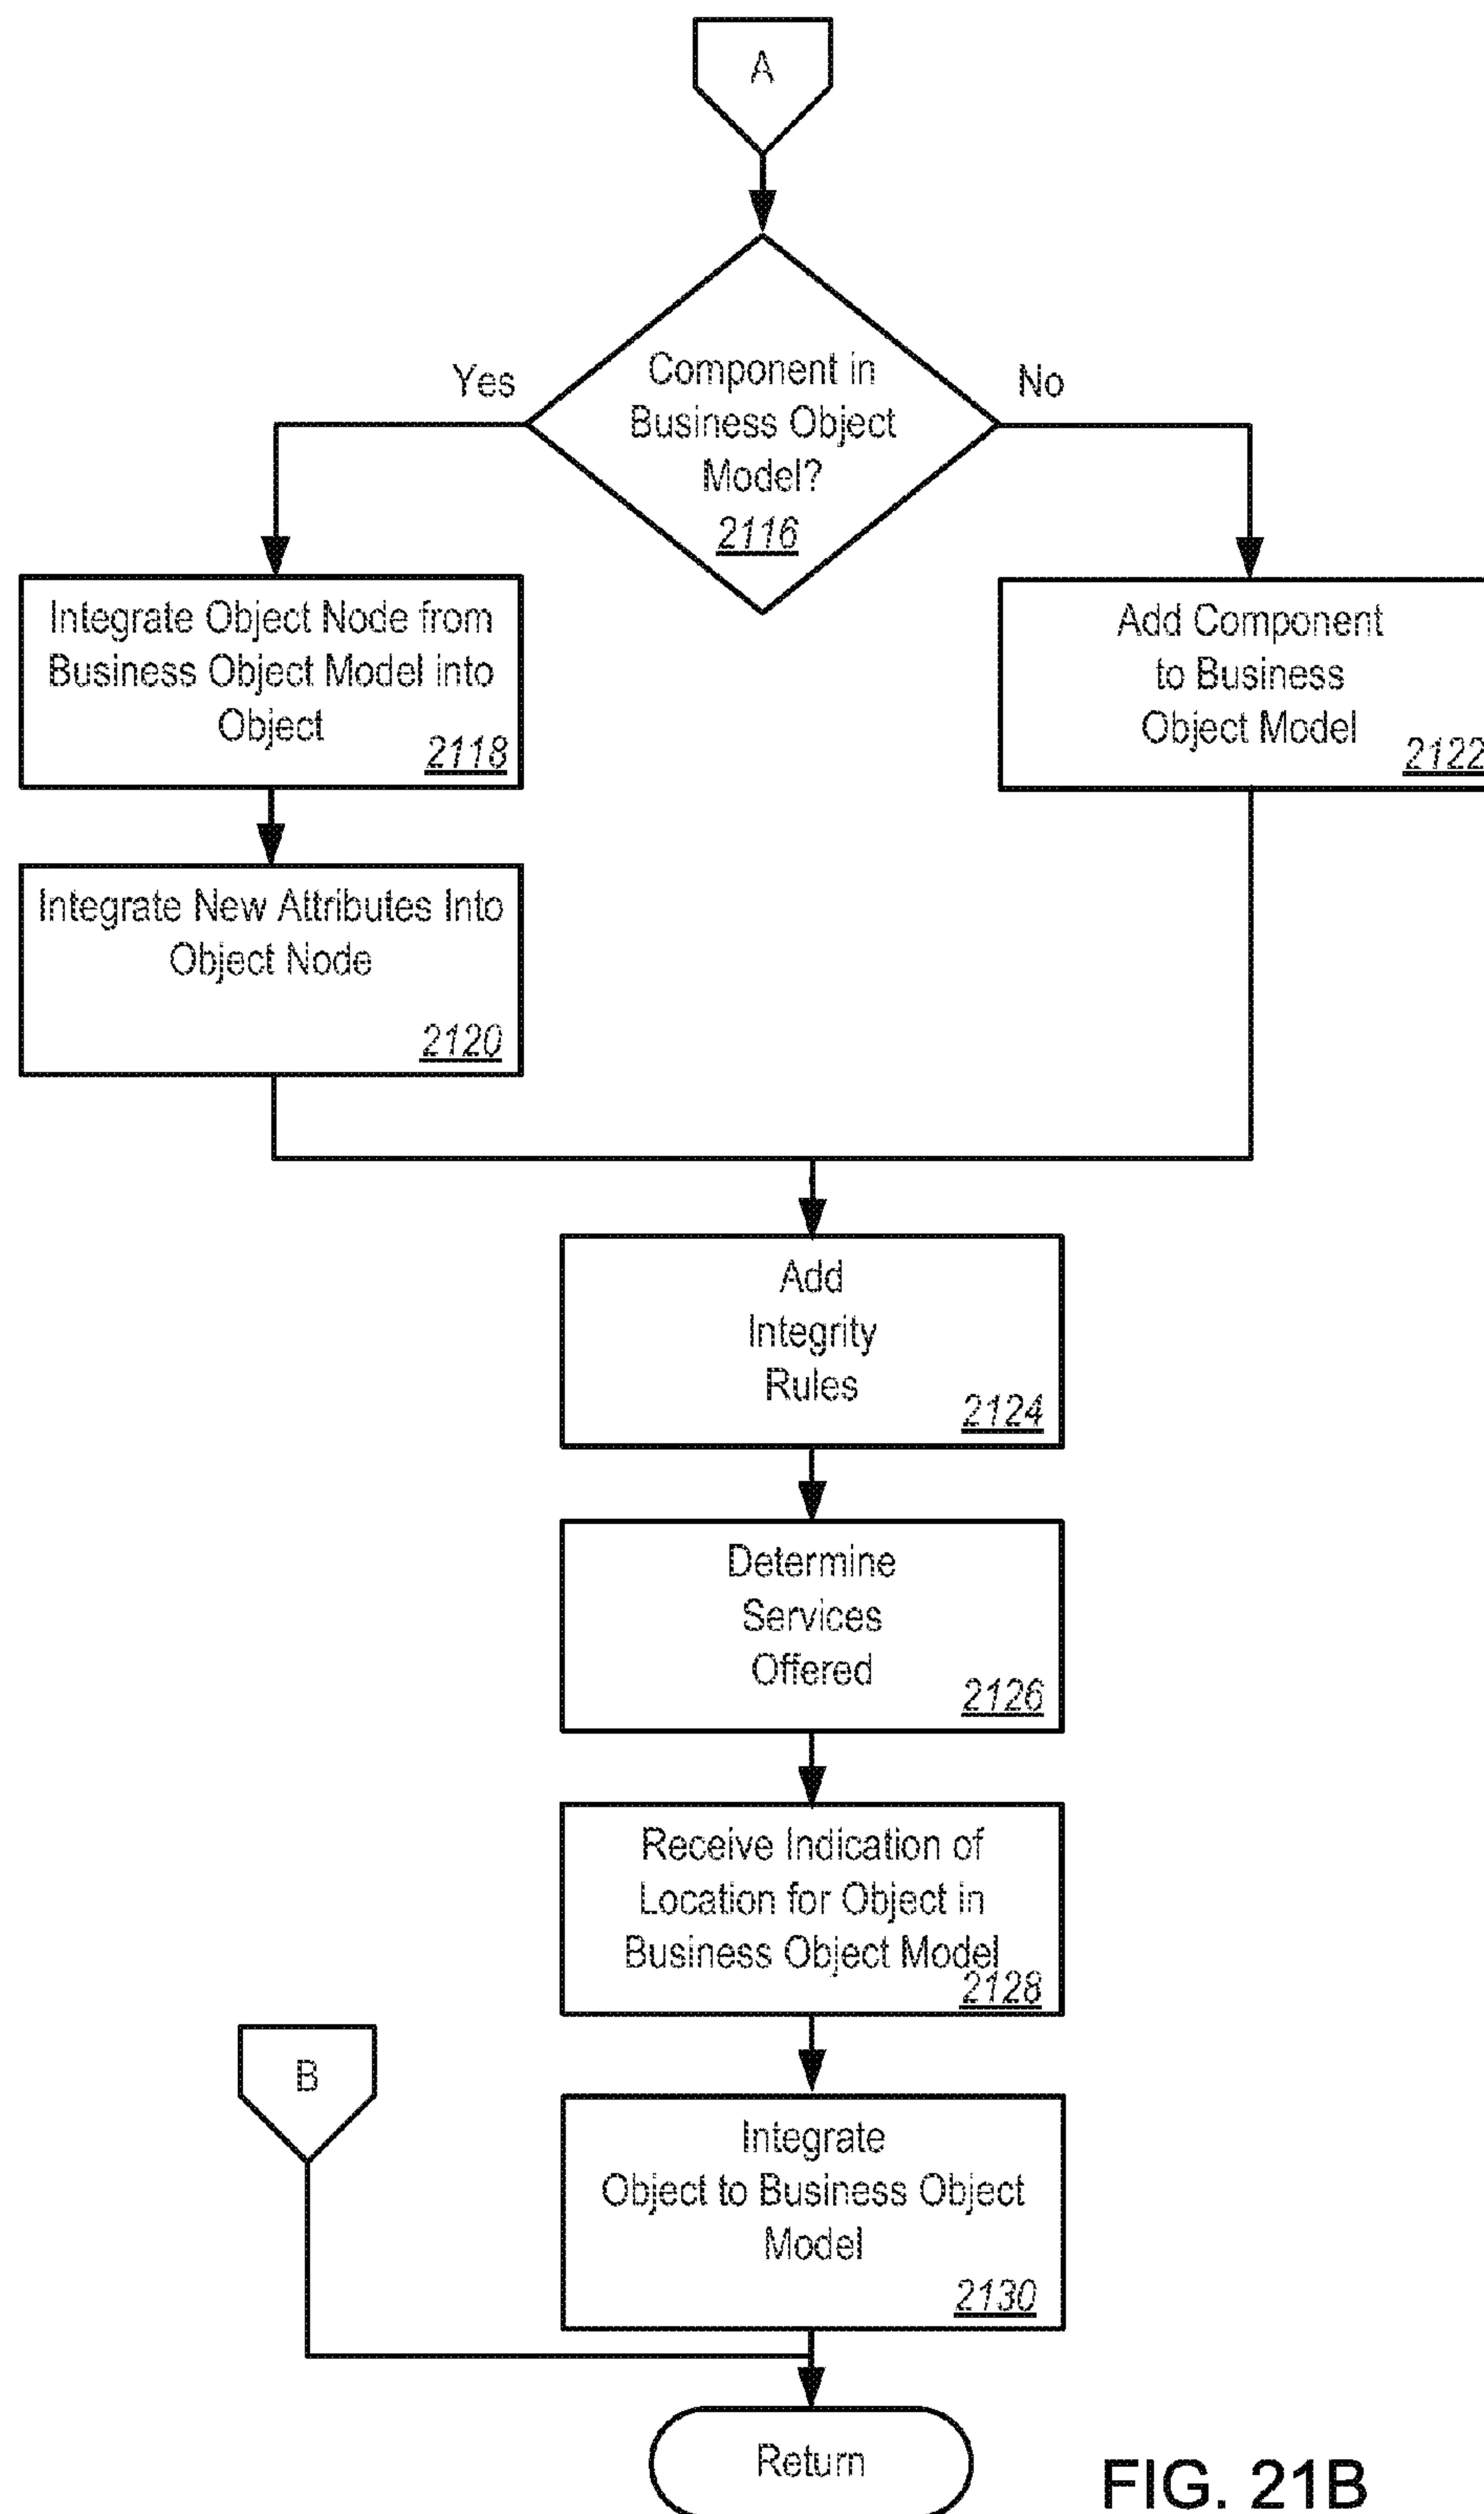 A
Yes
No
Component in
Business Object
Model?
2116
Integrate Object Node from
Business Object Model into
Object
2118
Add Component
to Business
Object Model
2122
Integrate New Attributes Into
Object Node
2120
Add
Integrity
Rules
2124
Determine
Services
Offered
2126
Receive Indication of
Location for Object in
Business Object Model
2128
B
Integrate
Object to Business Object
Model
2130
Return
FIG. 21B